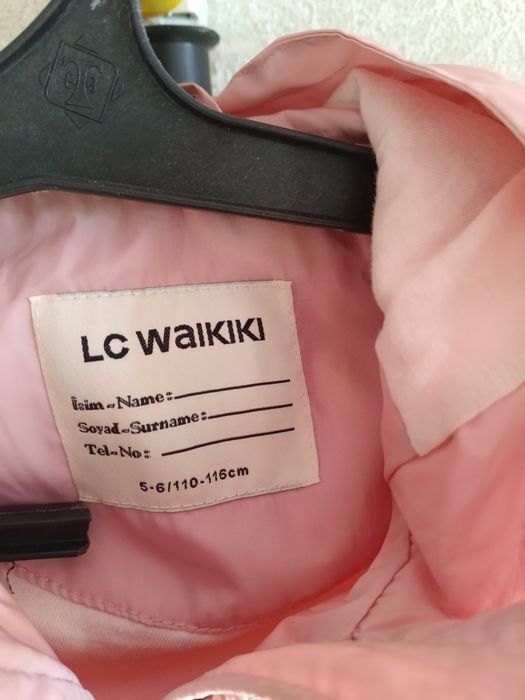 LC WAIKIKI
İsim-Name:
Soyad-Surname:
Tel-No:
5-6/110-116cm